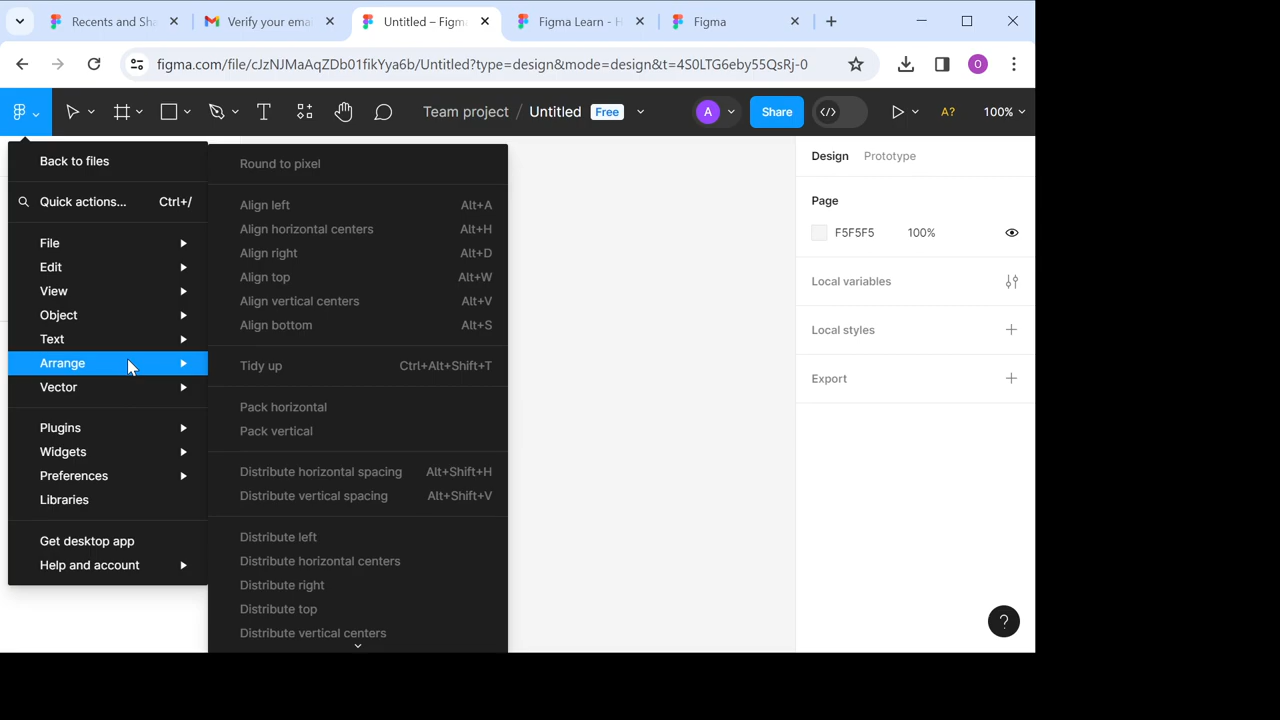 Recents and Sha
Verify your emai
Untitled – Figm
Figma Learn - H
Figma
figma.com/file/cJzNJMaAqZDb01fikYya6b/Untitled?type=design&mode=design&t=4S0LTG6eby55QsRj-0
O
Team project / Untitled Free
A
Share
A?
100%
Back to files
Quick actions... Ctrl+/
File
Edit
View
Object
Text
Arrange
Vector
Plugins
Widgets
Preferences
Libraries
Get desktop app
Help and account
Round to pixel
Align left Alt+A
Align horizontal centers Alt+H
Align right Alt+D
Align top Alt+W
Align vertical centers Alt+V
Align bottom Alt+S
Tidy up Ctrl+Alt+Shift+T
Pack horizontal
Pack vertical
Distribute horizontal spacing Alt+Shift+H
Distribute vertical spacing Alt+Shift+V
Distribute left
Distribute horizontal centers
Distribute right
Distribute top
Distribute vertical centers
Design Prototype
Page
F5F5F5 100%
Local variables
Local styles
Export
?